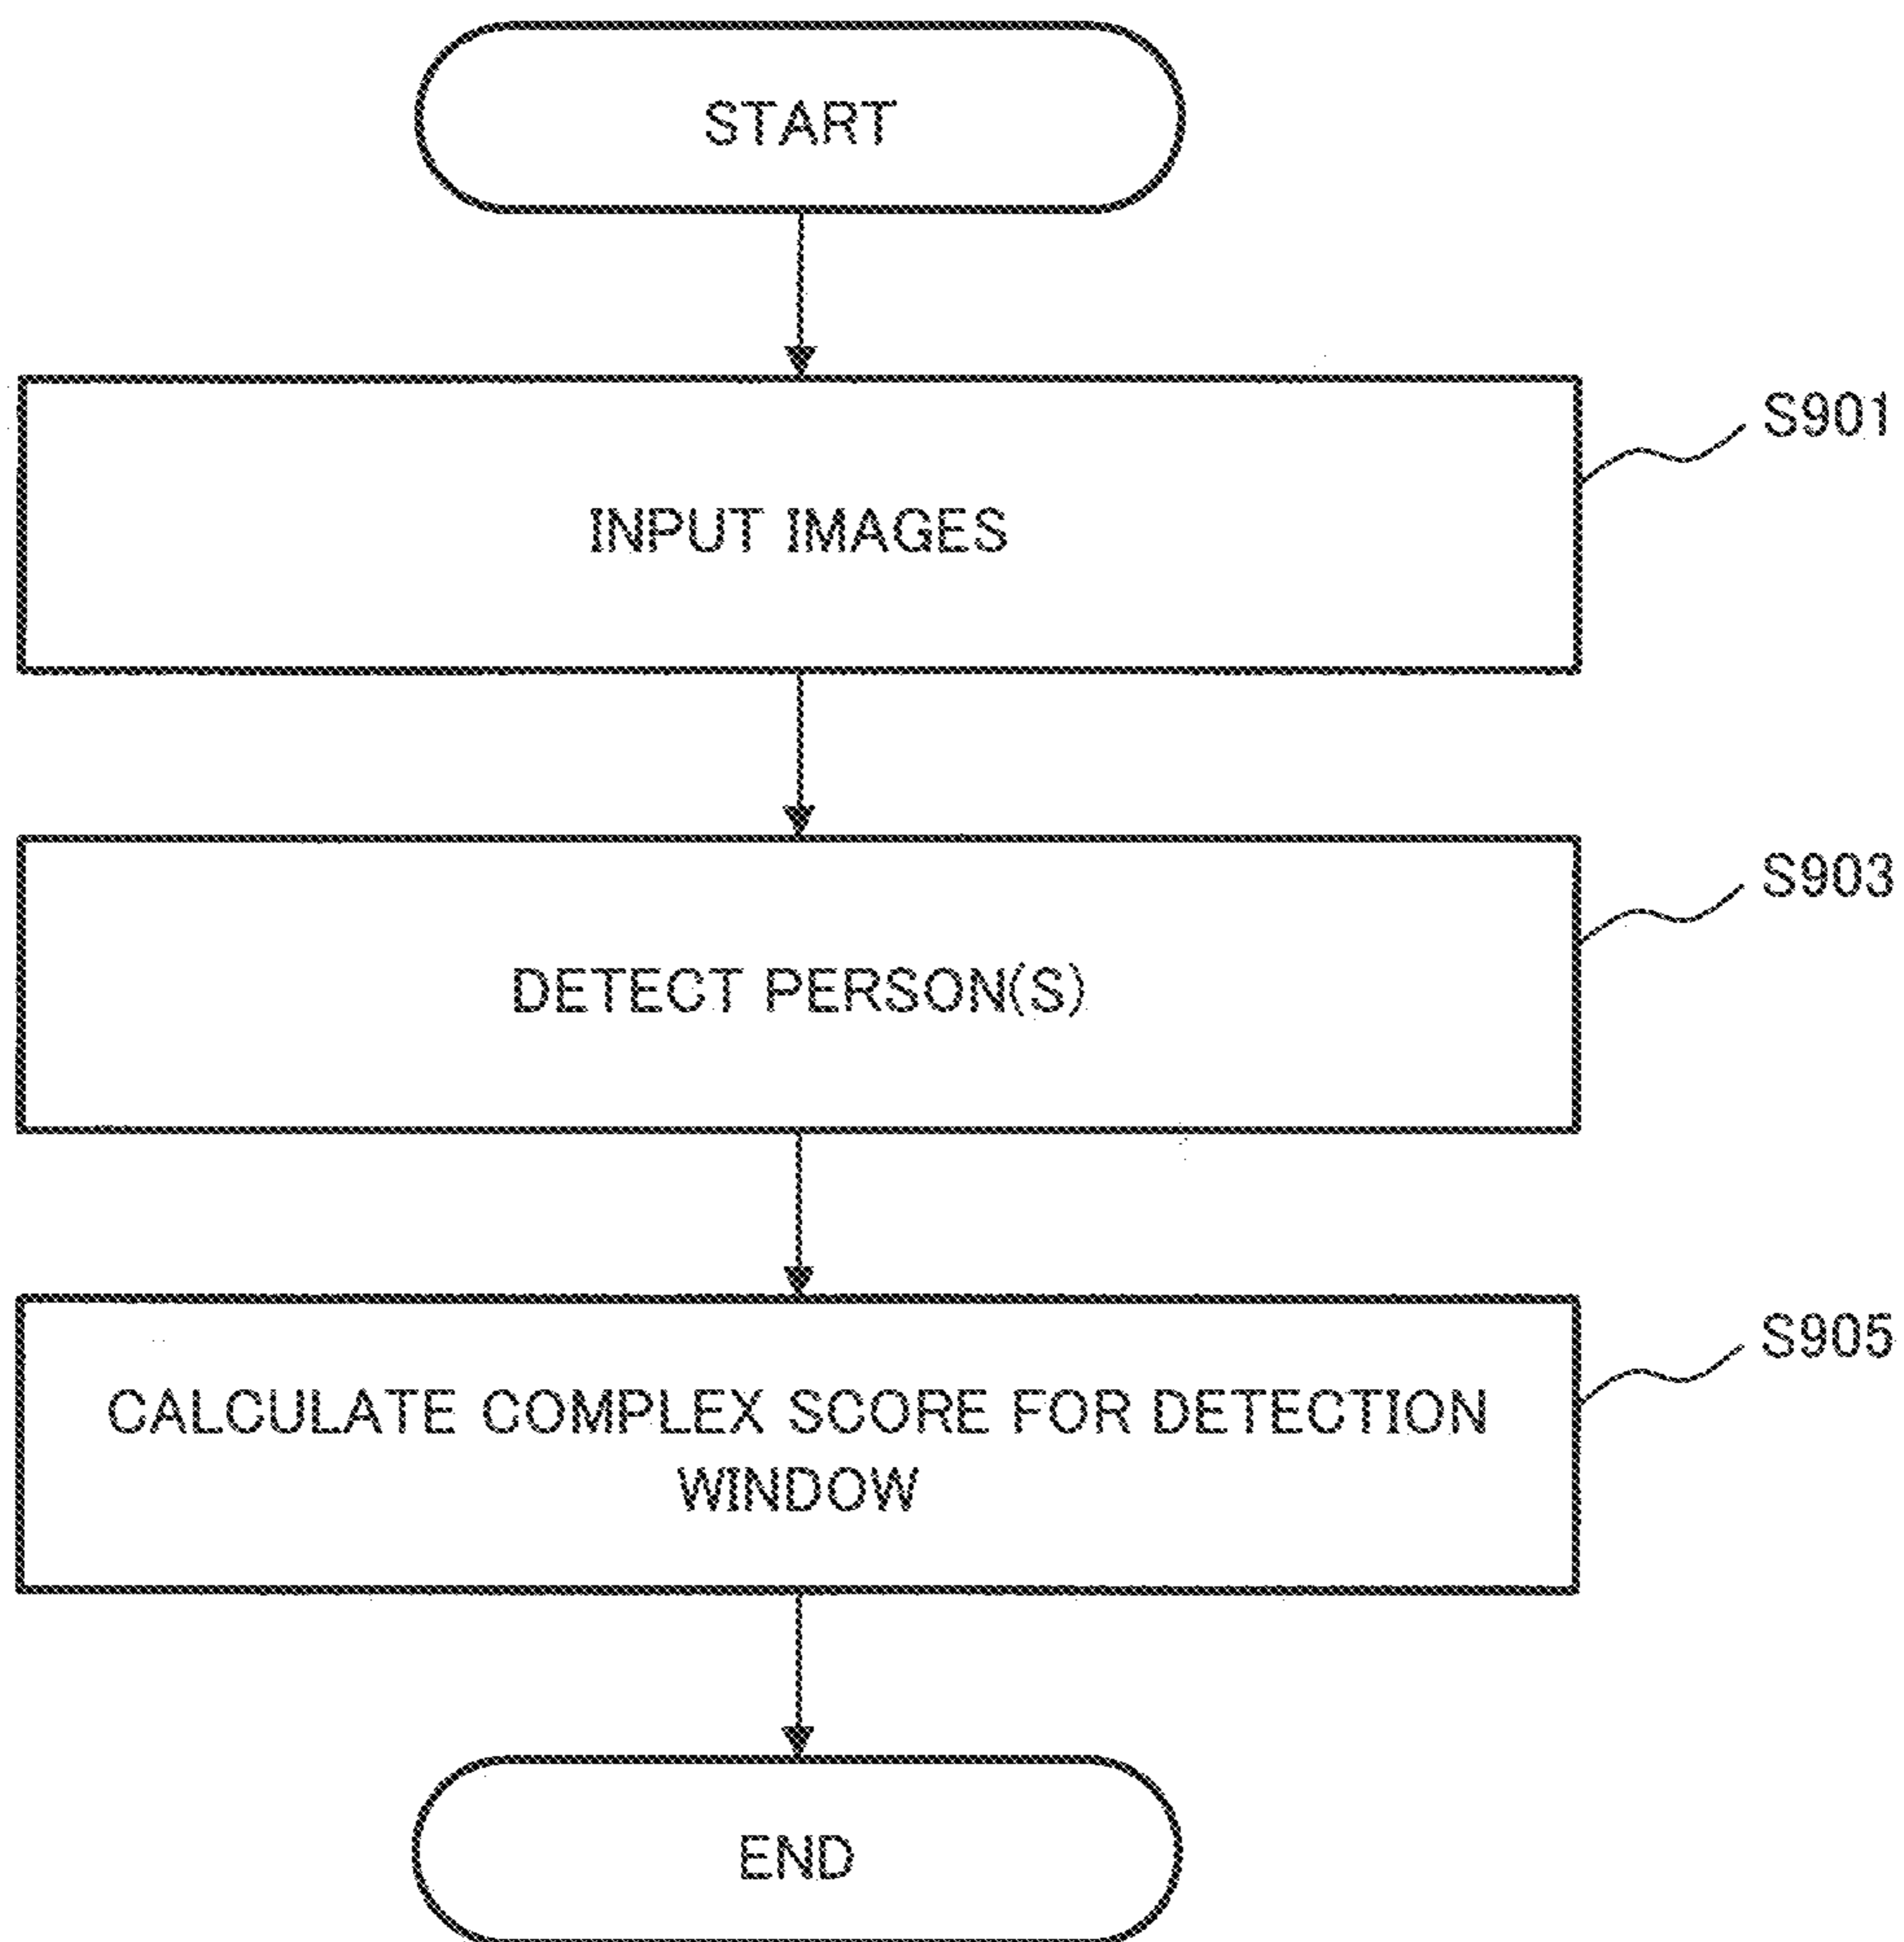 START
S901
INPUT IMAGES
S903
DETECT PERSON(S)
S905
CALCULATE COMPLEX SCORE FOR DETECTION
WINDOW
END